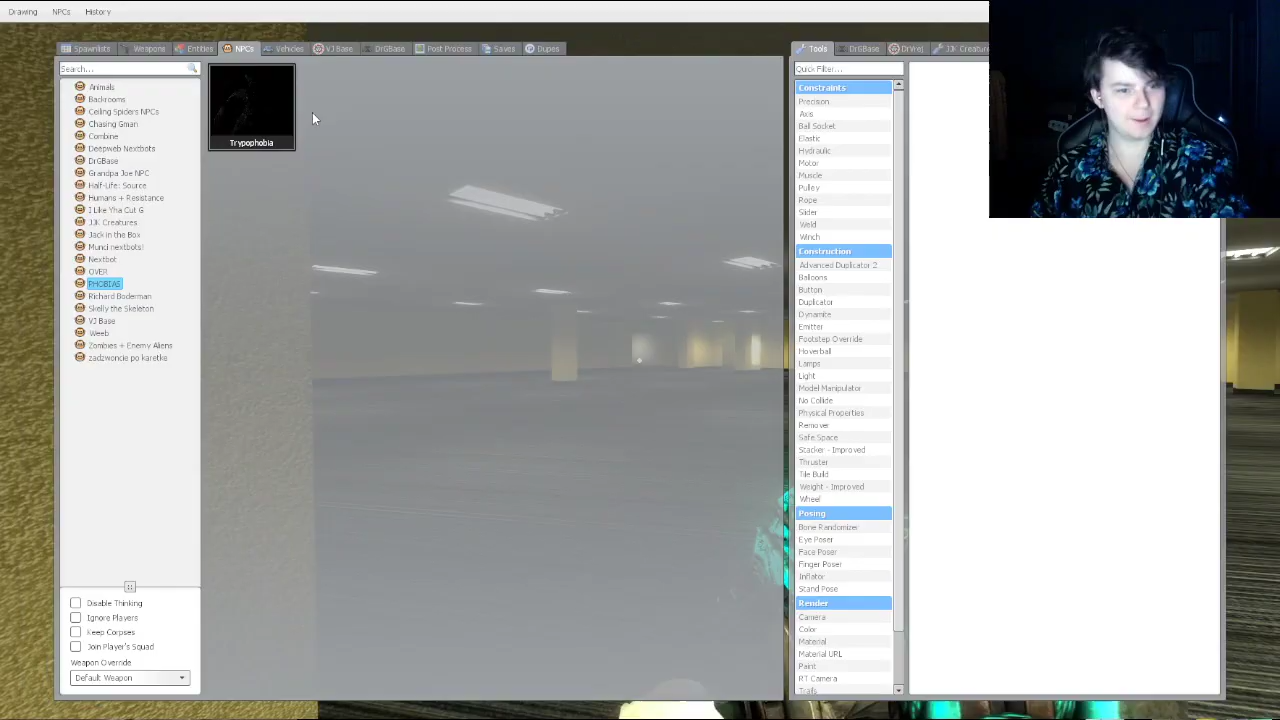 Drawing NPCs History
Spawnlists Weapons Entities NPCs Vehicles VJ Base DrGBase Post Process Saves Dupes
Search...
Animals
Backrooms
Ceiling Spiders NPCs
Chasing Gman
Combine
Deepweb Nextbots
DrGBase
Grandpa Joe NPC
Half-Life: Source
Humans + Resistance
I Like Yha Cut G
JJK Creatures
Jack in the Box
Munci nextbots!
Nextbot
OVER
PHOBIAS
Richard Boderman
Skelly the Skeleton
VJ Base
Weeb
Zombies + Enemy Aliens
zadzwoncie po karetke
Disable Thinking
Ignore Players
Keep Corpses
Join Player's Squad
Weapon Override
Default Weapon
Trypophobia
Tools DrGBase DrVrej JJK Creature
Quick Filter...
Constraints
Precision
Axis
Ball Socket
Elastic
Hydraulic
Motor
Muscle
Pulley
Rope
Slider
Weld
Winch
Construction
Advanced Duplicator 2
Balloons
Button
Duplicator
Dynamite
Emitter
Footstep Override
Hoverball
Lamps
Light
Model Manipulator
No Collide
Physical Properties
Remover
Safe Space
Stacker - Improved
Thruster
Tile Build
Weight - Improved
Wheel
Posing
Bone Randomizer
Eye Poser
Face Poser
Finger Poser
Inflator
Stand Pose
Render
Camera
Color
Material
Material URL
Paint
RT Camera
Trails